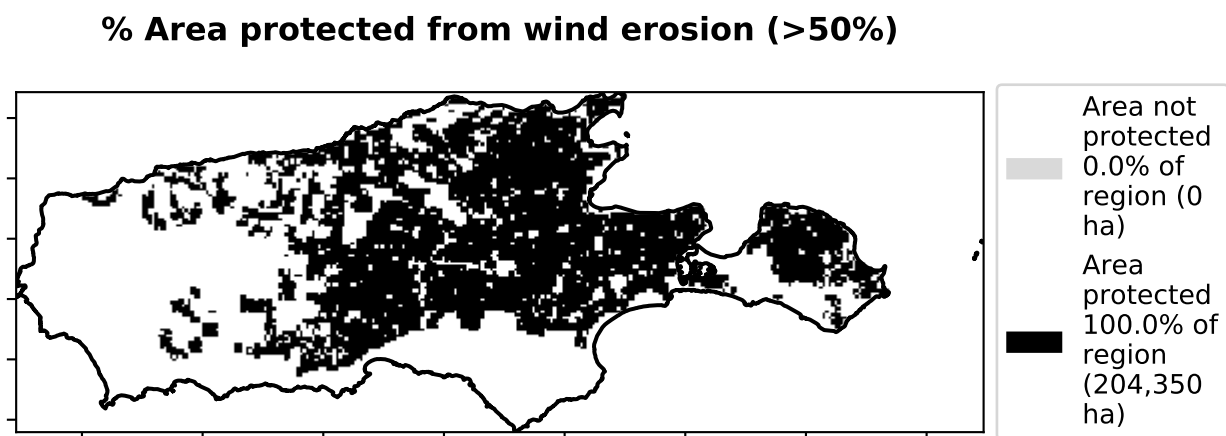 % Area protected from wind erosion (>50%)
Area not
protected
0.0% of
region (0
ha)
Area
protected
100.0% of
region
(204,350
ha)